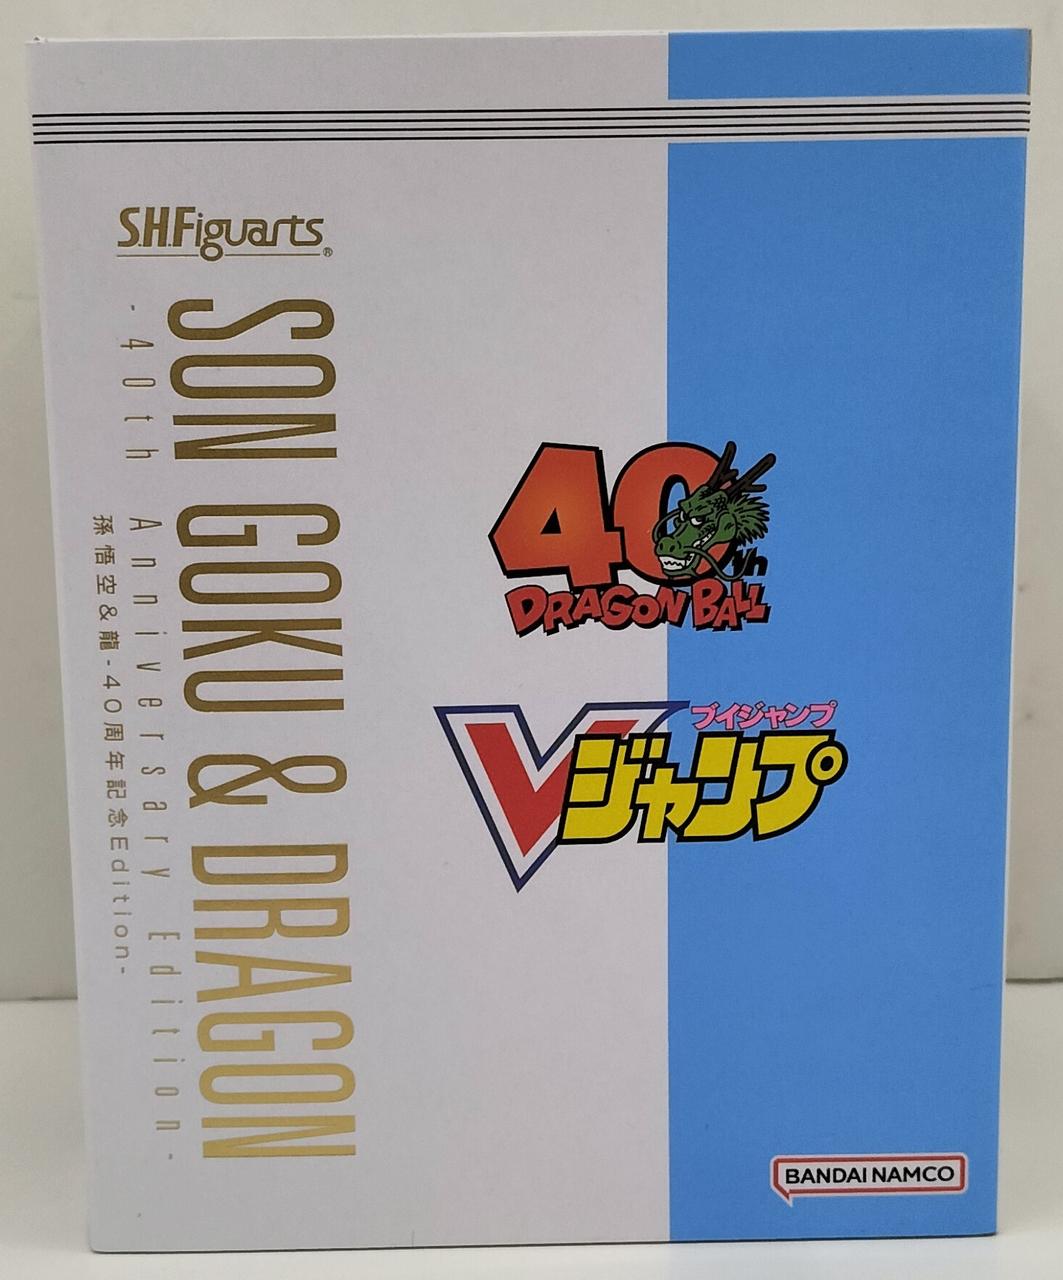 S.H.Figuarts®
SON GOKU & DRAGON
-40th Anniversary Edition-
孫悟空&龍-40周年記念Edition-
40th
DRAGON BALL
ブイジャンプ
Vジャンプ
BANDAI NAMCO